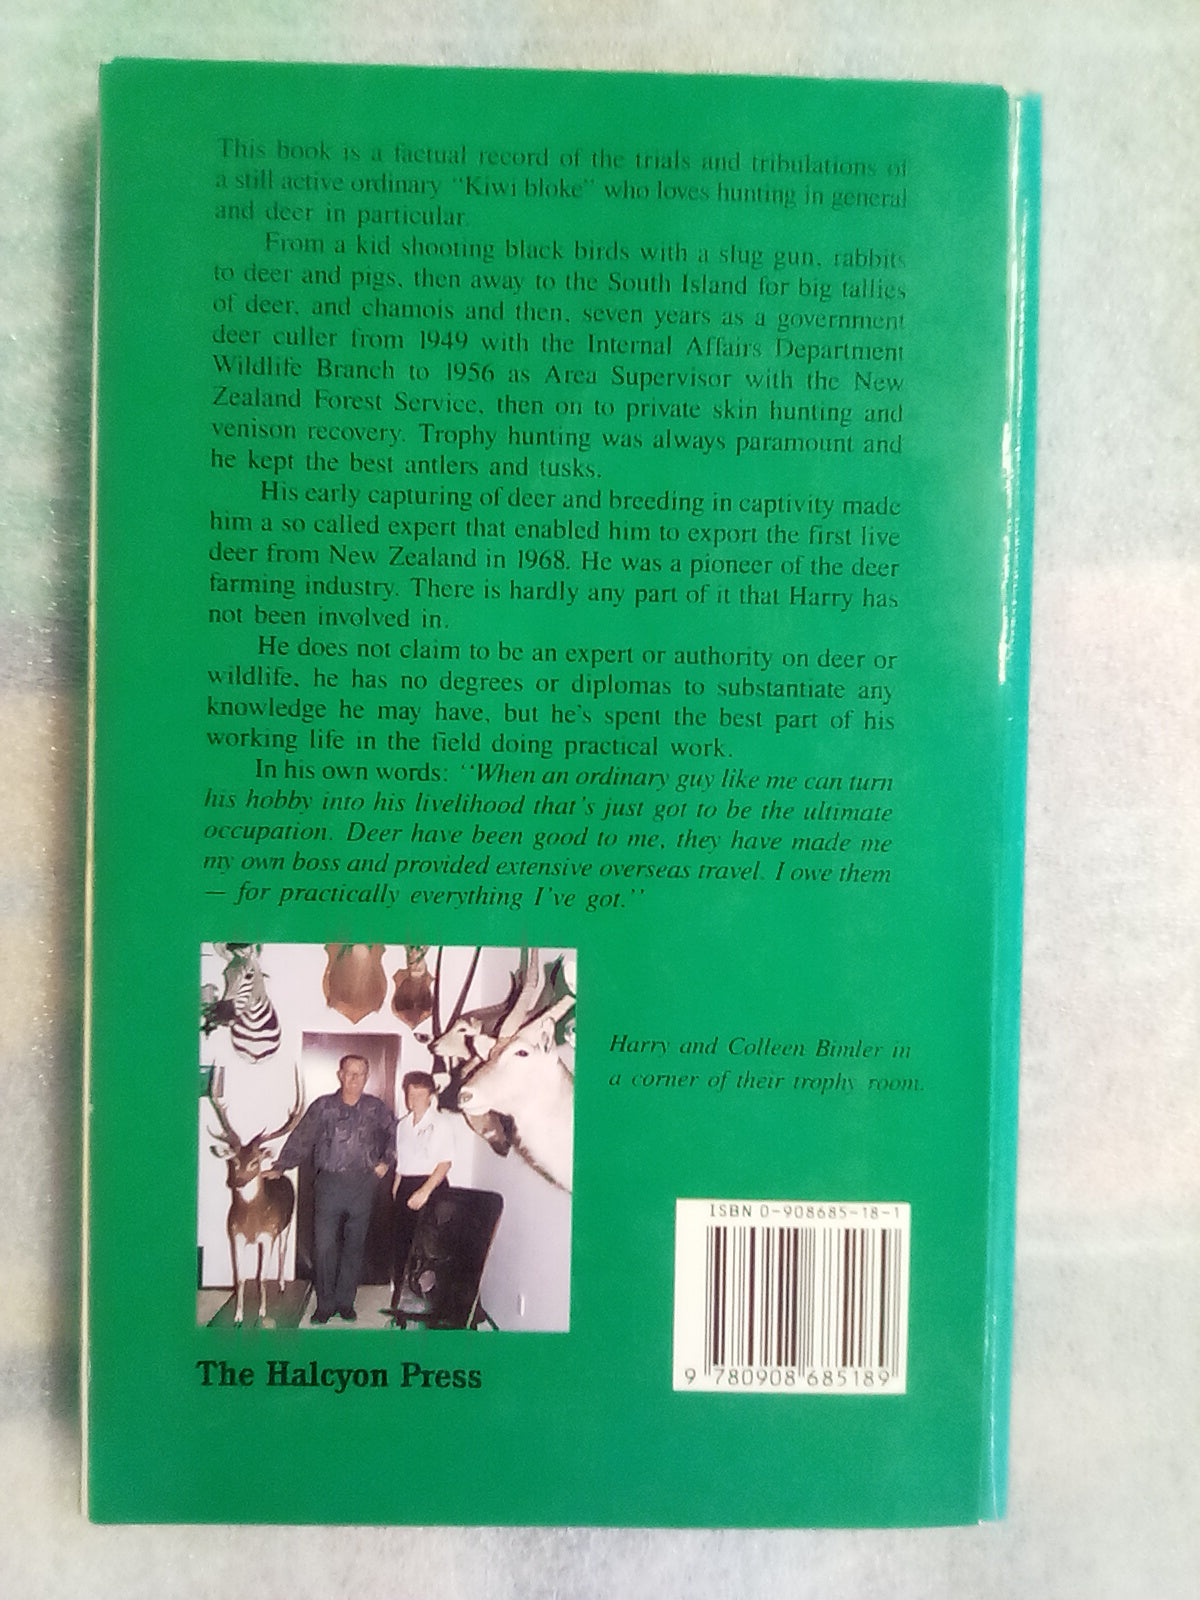 This book is a factual record of the trials and tribulations of
a still active ordinary "Kiwi bloke" who loves hunting in general
and deer in particular.
From a kid shooting black birds with a slug gun, rabbits
to deer and pigs, then away to the South Island for big tallies
of deer, and chamois and then, seven years as a government
deer culler from 1949 with the Internal Affairs Department
Wildlife Branch to 1956 as Area Supervisor with the New
Zealand Forest Service, then on to private skin hunting and
venison recovery. Trophy hunting was always paramount and
he kept the best antlers and tusks.
His early capturing of deer and breeding in captivity made
him a so called expert that enabled him to export the first live
deer from New Zealand in 1968. He was a pioneer of the deer
farming industry. There is hardly any part of it that Harry has
not been involved in.
He does not claim to be an expert or authority on deer or
wildlife, he has no degrees or diplomas to substantiate any
knowledge he may have, but he's spent the best part of his
working life in the field doing practical work.
In his own words: ''When an ordinary guy like me can turn
his hobby into his livelihood that's just got to be the ultimate
occupation. Deer have been good to me, they have made me
my own boss and provided extensive overseas travel. I owe them
— for practically everything I've got.''
Harry and Colleen Bimler in
a corner of their trophy room.
ISBN 0-908685-18-1
9 780908 685189
The Halcyon Press